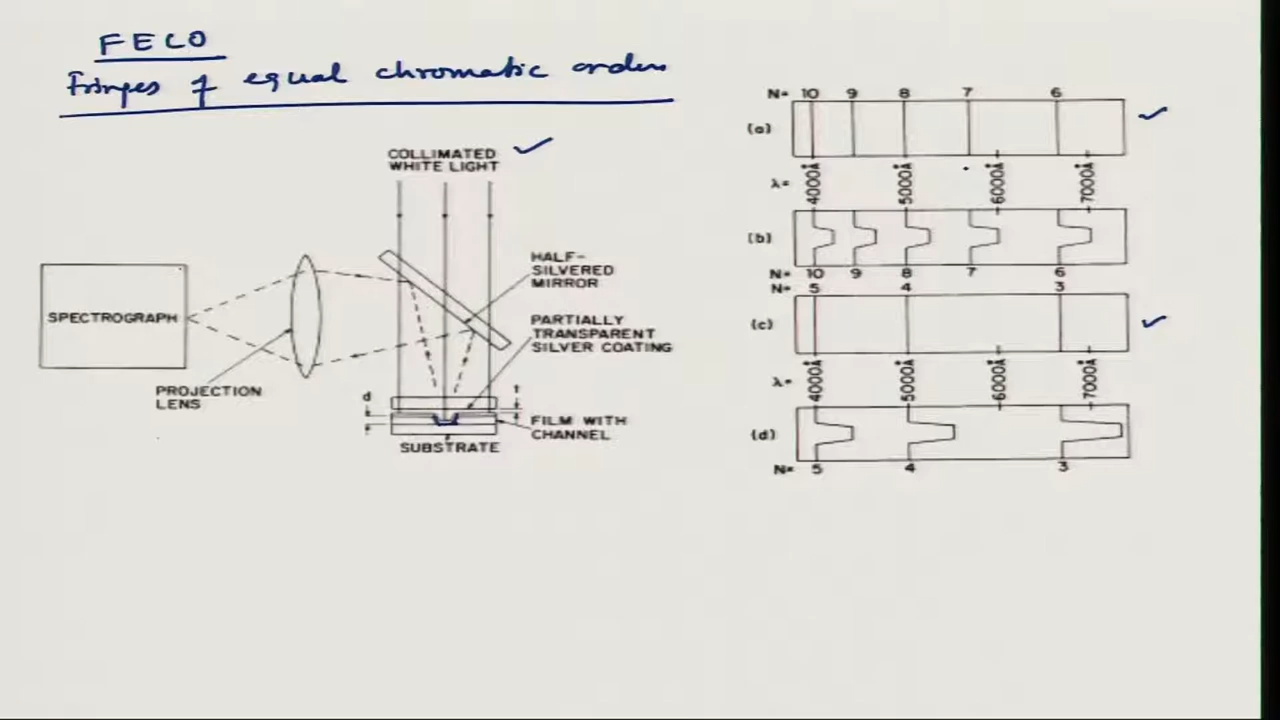 FECO
Fringes of equal chromatic orders
COLLIMATED
WHITE LIGHT
HALF-
SILVERED
MIRROR
PARTIALLY
TRANSPARENT
SILVER COATING
SPECTROGRAPH
PROJECTION
LENS
d
t
FILM WITH
CHANNEL
SUBSTRATE
N= 10 9 8 7 6
(a)
λ= 4000Å 5000Å 6000Å 7000Å
(b)
N= 10 9 8 7 6
N= 5 4 3
(c)
λ= 4000Å 5000Å 6000Å 7000Å
(d)
N= 5 4 3